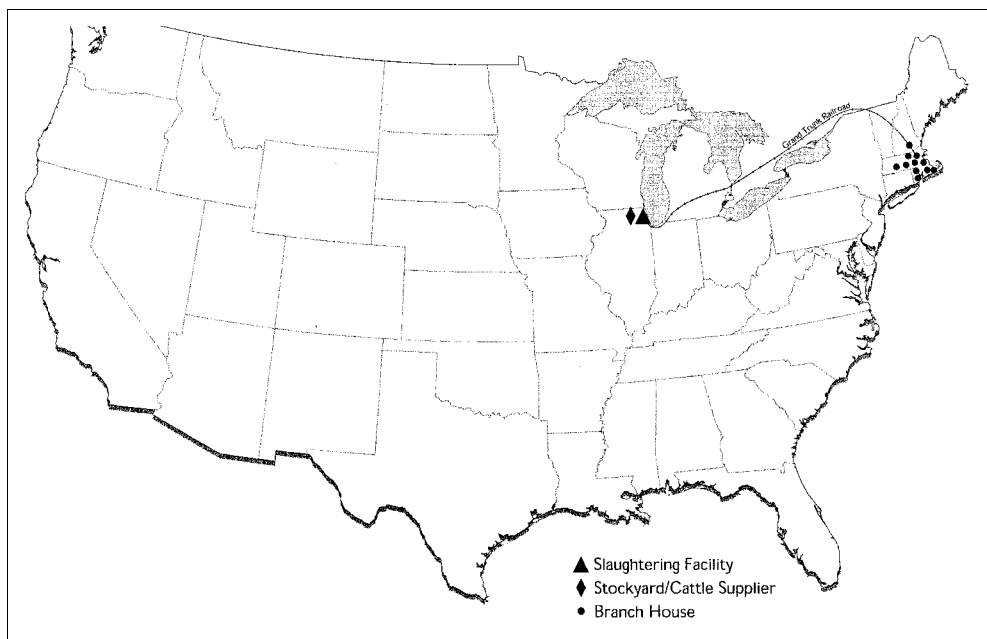 Grand Trunk Railroad
Slaughtering Facility
Stockyard/Cattle Supplier
Branch House